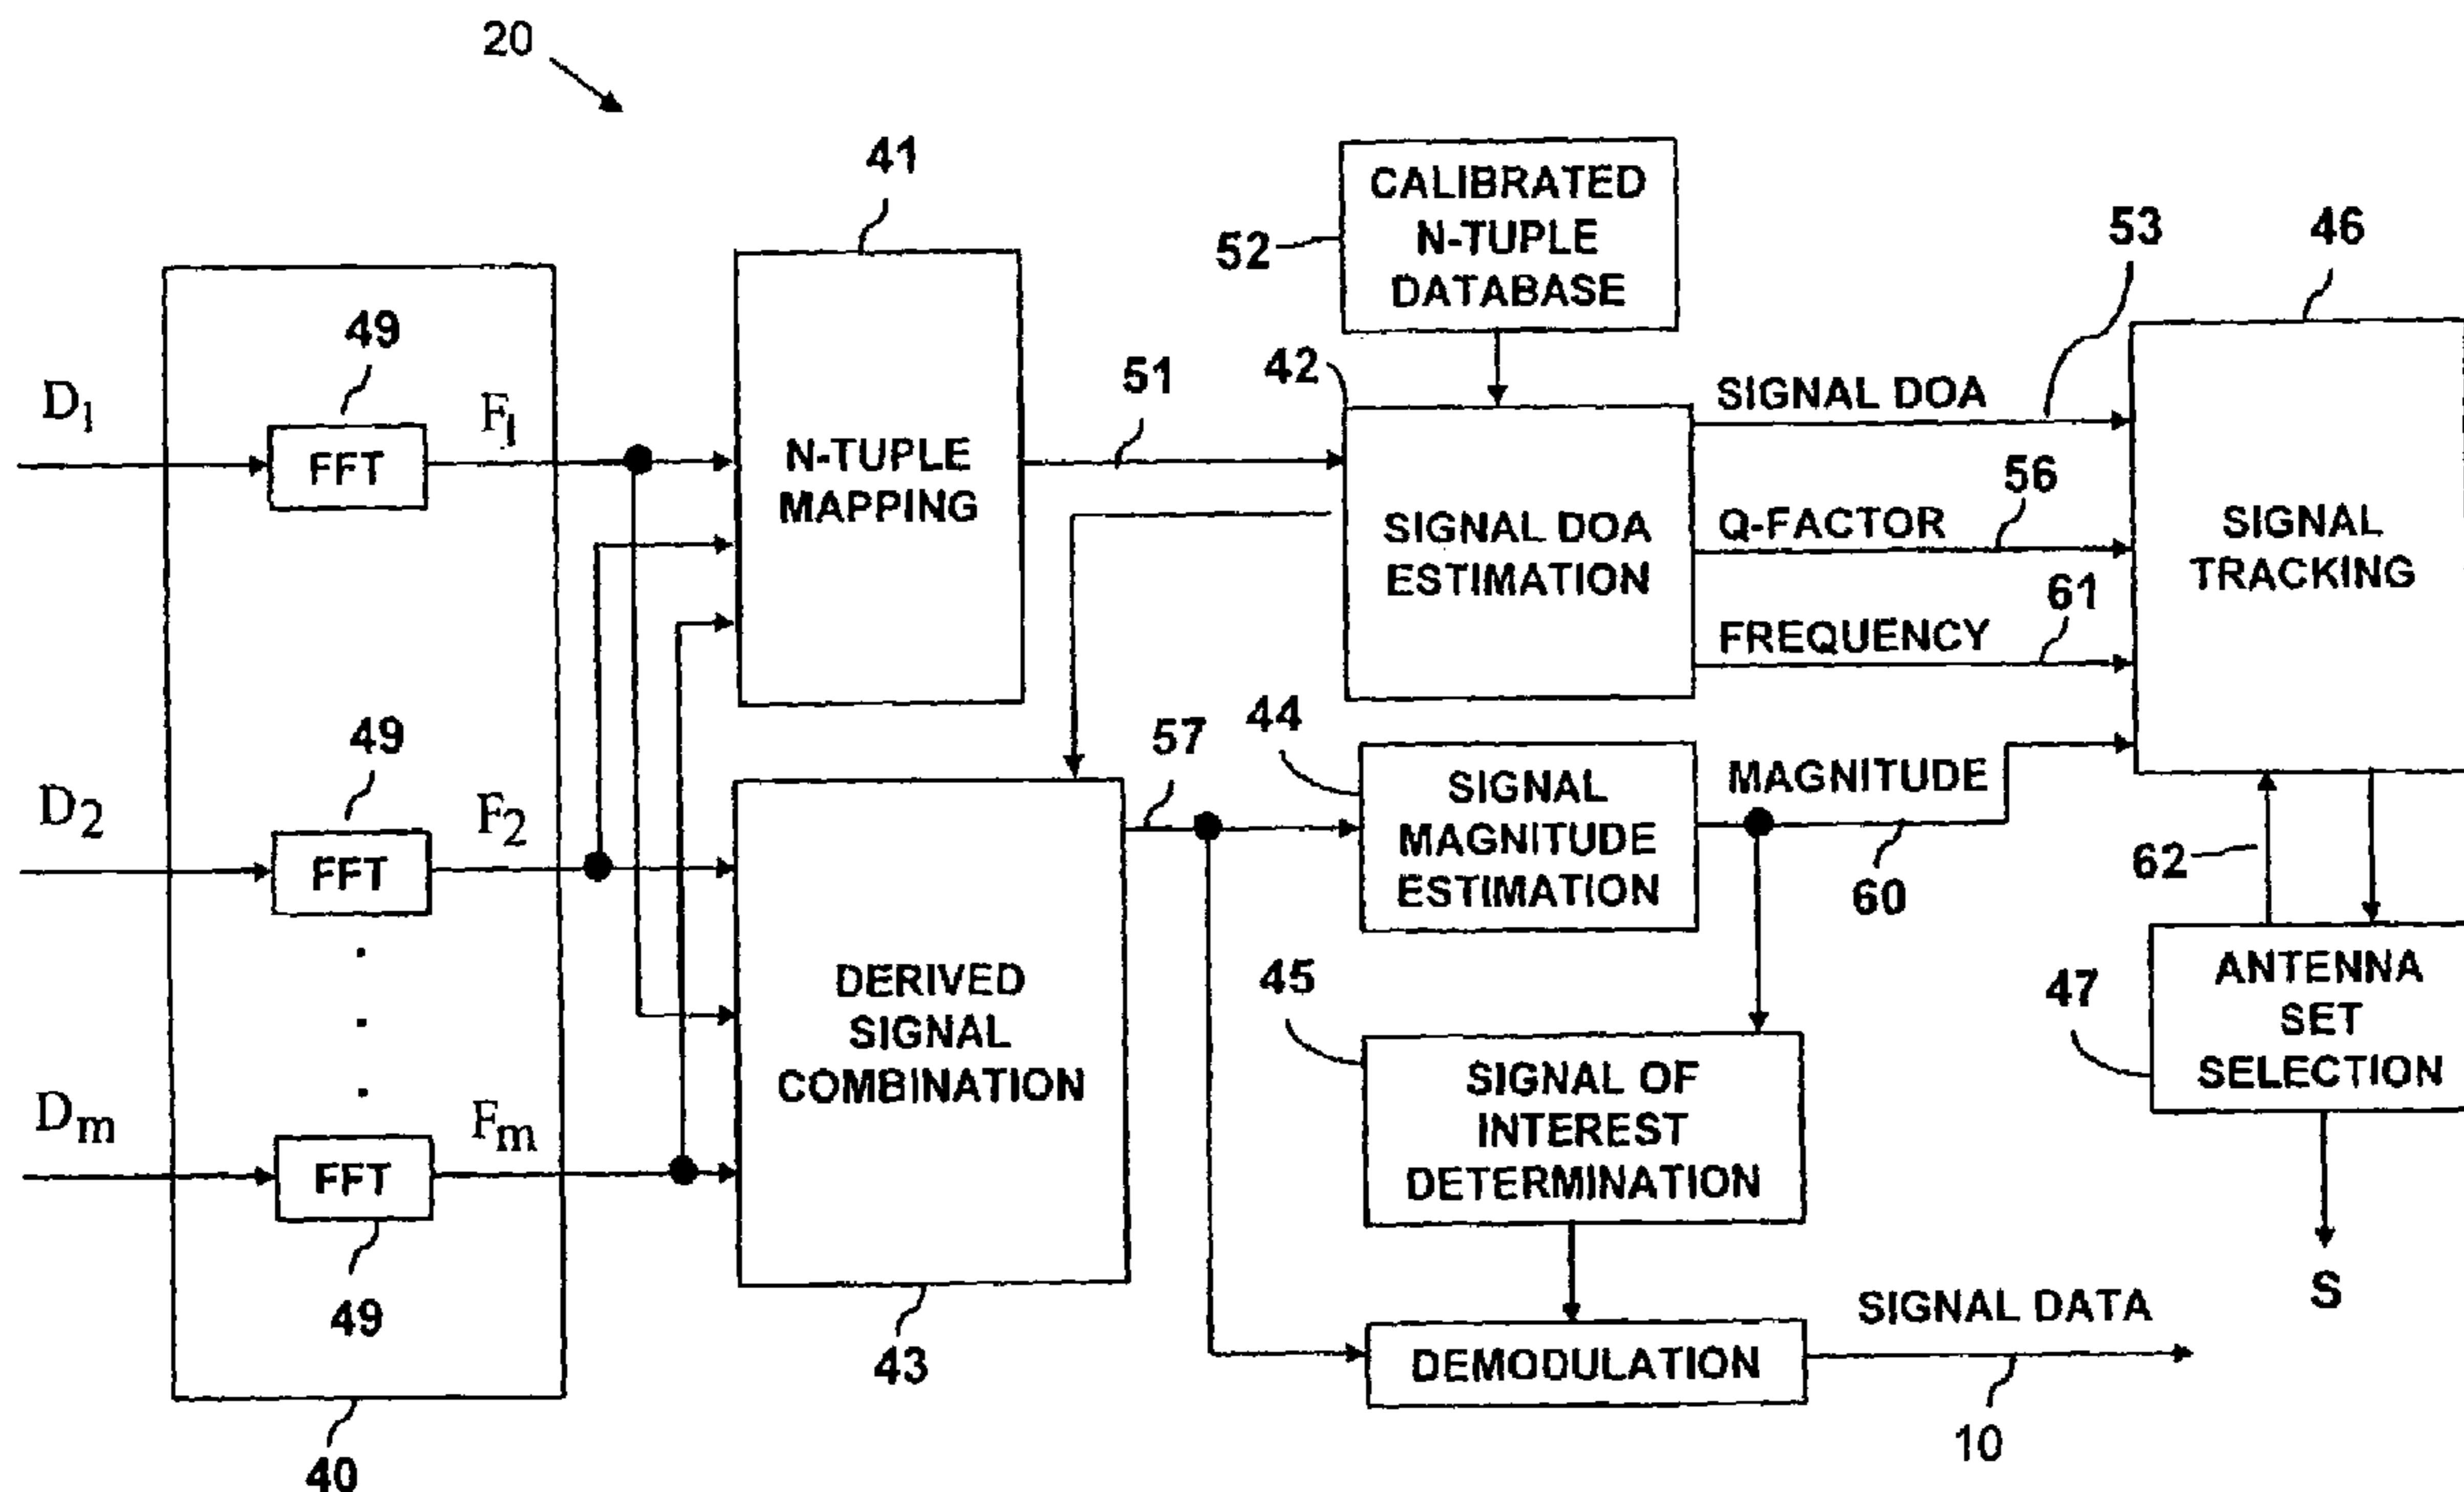 20
41
CALIBRATED
N-TUPLE
DATABASE
52
53
46
49
D1
F1
FFT
N-TUPLE
MAPPING
51
42
SIGNAL DOA
ESTIMATION
SIGNAL DOA
Q-FACTOR
56
FREQUENCY
61
SIGNAL
TRACKING
49
D2
F2
FFT
57
44
SIGNAL
MAGNITUDE
ESTIMATION
MAGNITUDE
60
62
DERIVED
SIGNAL
COMBINATION
45
SIGNAL OF
INTEREST
DETERMINATION
47
ANTENNA
SET
SELECTION
Dm
Fm
FFT
49
43
DEMODULATION
SIGNAL DATA
10
S
40